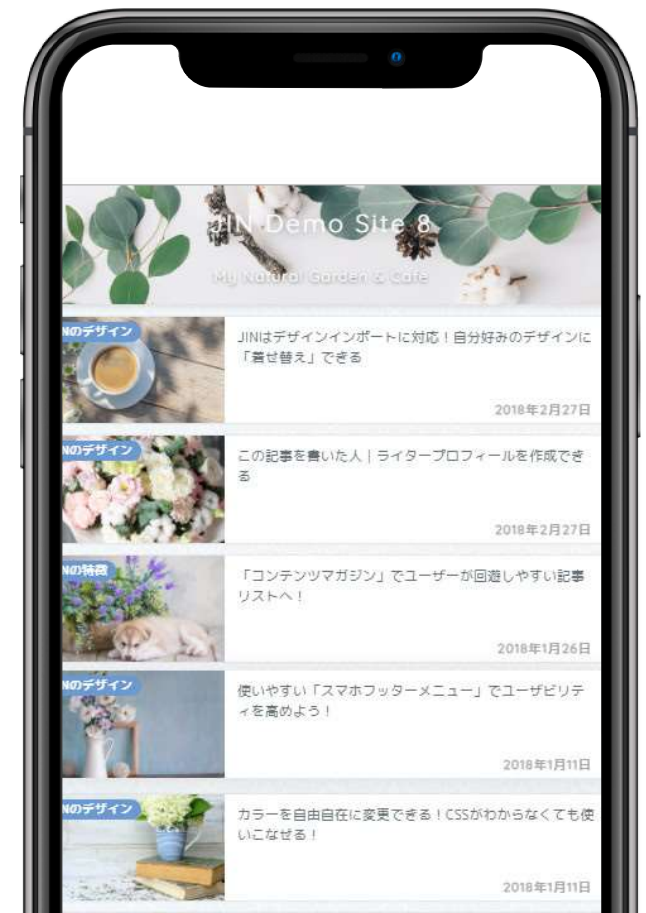 JIN Demo Site 8
My Natural Garden & Cafe
Nのデザイン
JINはデザインインポートに対応！自分好みのデザインに
「着せ替え」できる
2018年2月27日
Nのデザイン
この記事を書いた人｜ライタープロフィールを作成でき
る
2018年2月27日
Nの特徴
「コンテンツマガジン」でユーザーが回遊しやすい記事
リストへ！
2018年1月26日
Nのデザイン
使いやすい「スマホフッターメニュー」でユーザビリテ
ィを高めよう！
2018年1月11日
Nのデザイン
カラーを自由自在に変更できる！CSSがわからなくても使
いこなせる！
2018年1月11日